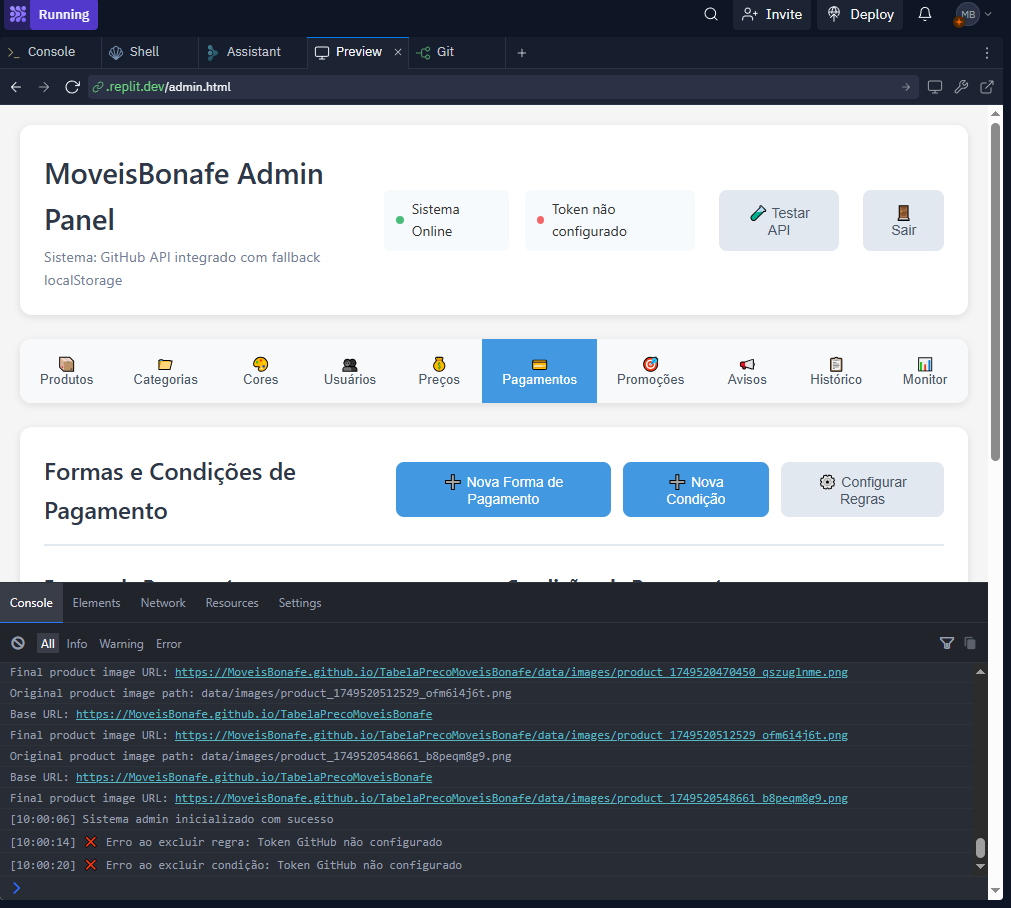 Running
Invite
Deploy
MB
Console
Shell
Assistant
Preview
Git
.replit.dev/admin.html
MoveisBonafe Admin
Panel
Sistema: GitHub API integrado com fallback
localStorage
Sistema
Online
Token não
configurado
Testar
API
Sair
Produtos
Categorias
Cores
Usuários
Preços
Pagamentos
Promoções
Avisos
Histórico
Monitor
Formas e Condições de
Pagamento
Nova Forma de
Pagamento
Nova
Condição
Configurar
Regras
Console
Elements
Network
Resources
Settings
All
Info
Warning
Error
Final product image URL: https://MoveisBonafe.github.io/TabelaPrecoMoveisBonafe/data/images/product_1749520470450_qszuglnme.png
Original product image path: data/images/product_1749520512529_ofm6i4j6t.png
Base URL: https://MoveisBonafe.github.io/TabelaPrecoMoveisBonafe
Final product image URL: https://MoveisBonafe.github.io/TabelaPrecoMoveisBonafe/data/images/product_1749520512529_ofm6i4j6t.png
Original product image path: data/images/product_1749520548661_b8peqm8g9.png
Base URL: https://MoveisBonafe.github.io/TabelaPrecoMoveisBonafe
Final product image URL: https://MoveisBonafe.github.io/TabelaPrecoMoveisBonafe/data/images/product_1749520548661_b8peqm8g9.png
[10:00:06] Sistema admin inicializado com sucesso
[10:00:14] ❌ Erro ao excluir regra: Token GitHub não configurado
[10:00:20] ❌ Erro ao excluir condição: Token GitHub não configurado